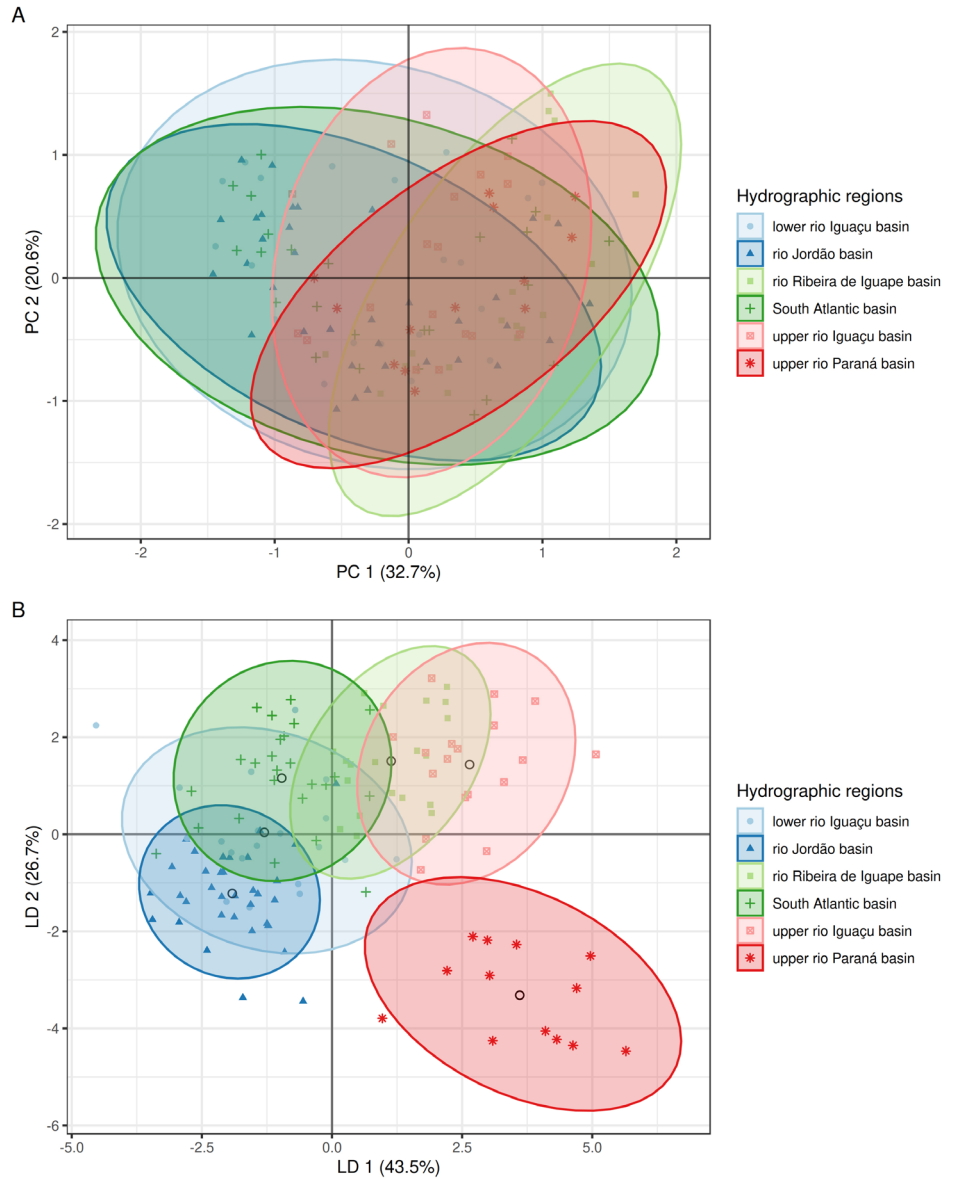 A
2
1
0
-1
-2
PC 2 (20.6%)
-2
-1
0
1
2
PC 1 (32.7%)
Hydrographic regions
lower rio Iguaçu basin
rio Jordão basin
rio Ribeira de Iguape basin
South Atlantic basin
upper rio Iguaçu basin
upper rio Paraná basin
B
4
2
0
-2
-4
-6
LD 2 (26.7%)
-5.0
-2.5
0.0
2.5
5.0
LD 1 (43.5%)
Hydrographic regions
lower rio Iguaçu basin
rio Jordão basin
rio Ribeira de Iguape basin
South Atlantic basin
upper rio Iguaçu basin
upper rio Paraná basin